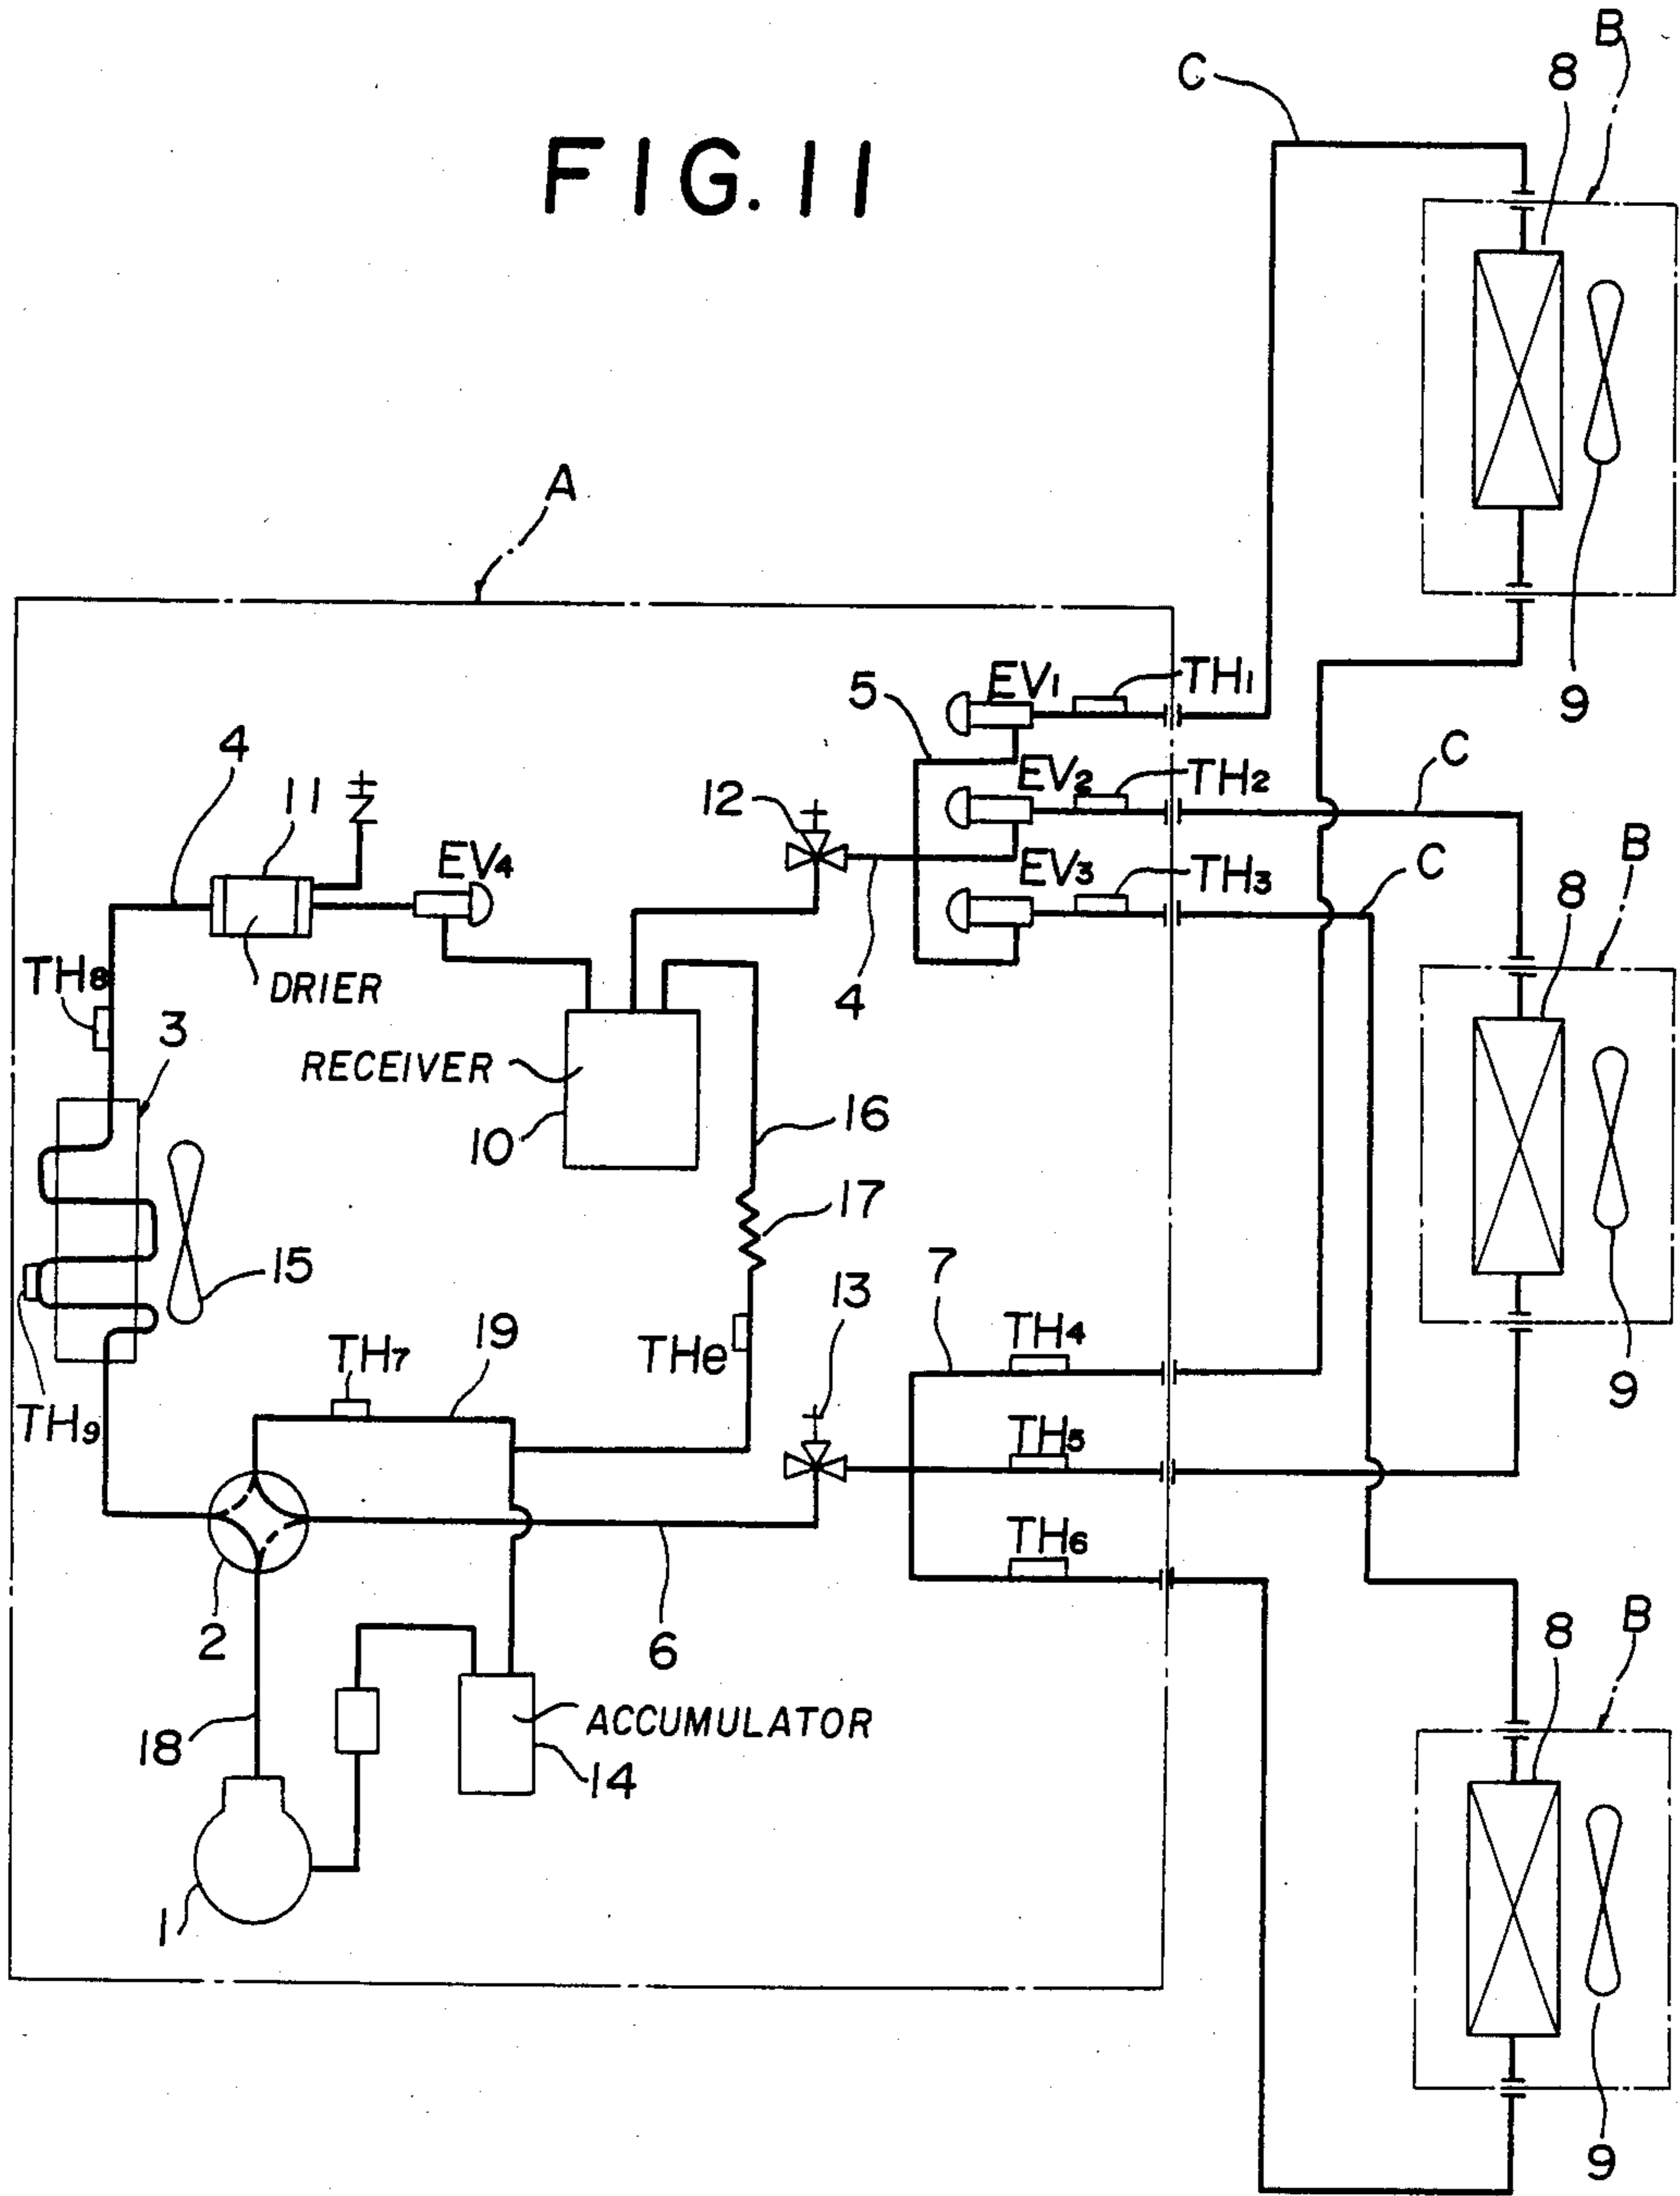 B
8
C
FIG. 11
A
9
EV1
TH1
5
4
11
12
EV2
TH2
C
EV4
EV3
TH3
C
B
8
TH8
DRIER
4
3
RECEIVER
10
16
17
15
7
13
TH4
19
TH7
THe
9
TH9
TH5
TH6
2
6
8
B
18
ACCUMULATOR
14
1
9